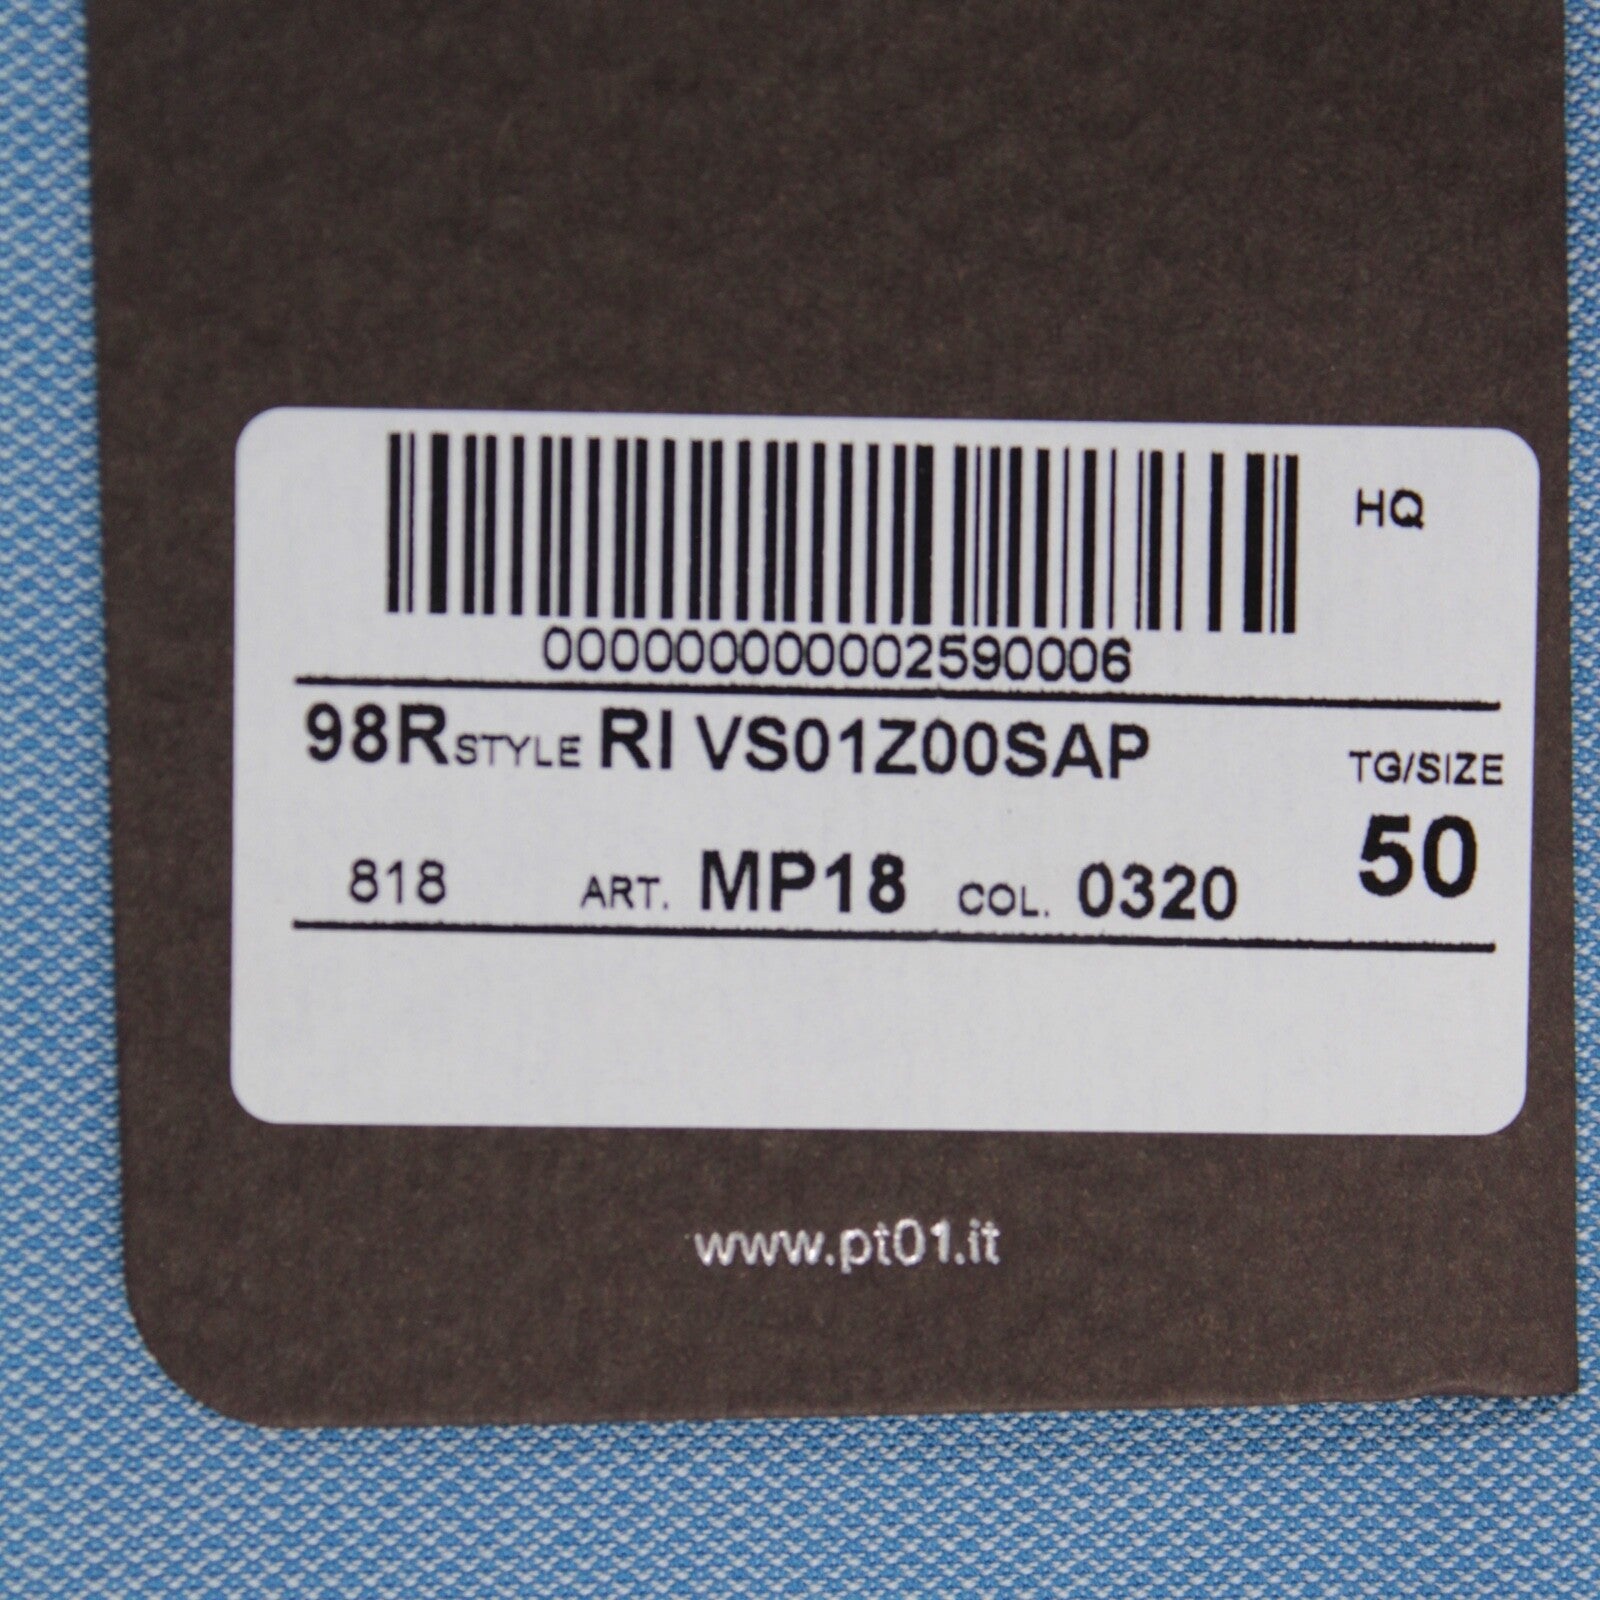 HQ
0000000000002590006
98R STYLE RI VS01Z00SAP
TG/SIZE
818 ART. MP18 COL. 0320 50
www.pt01.it